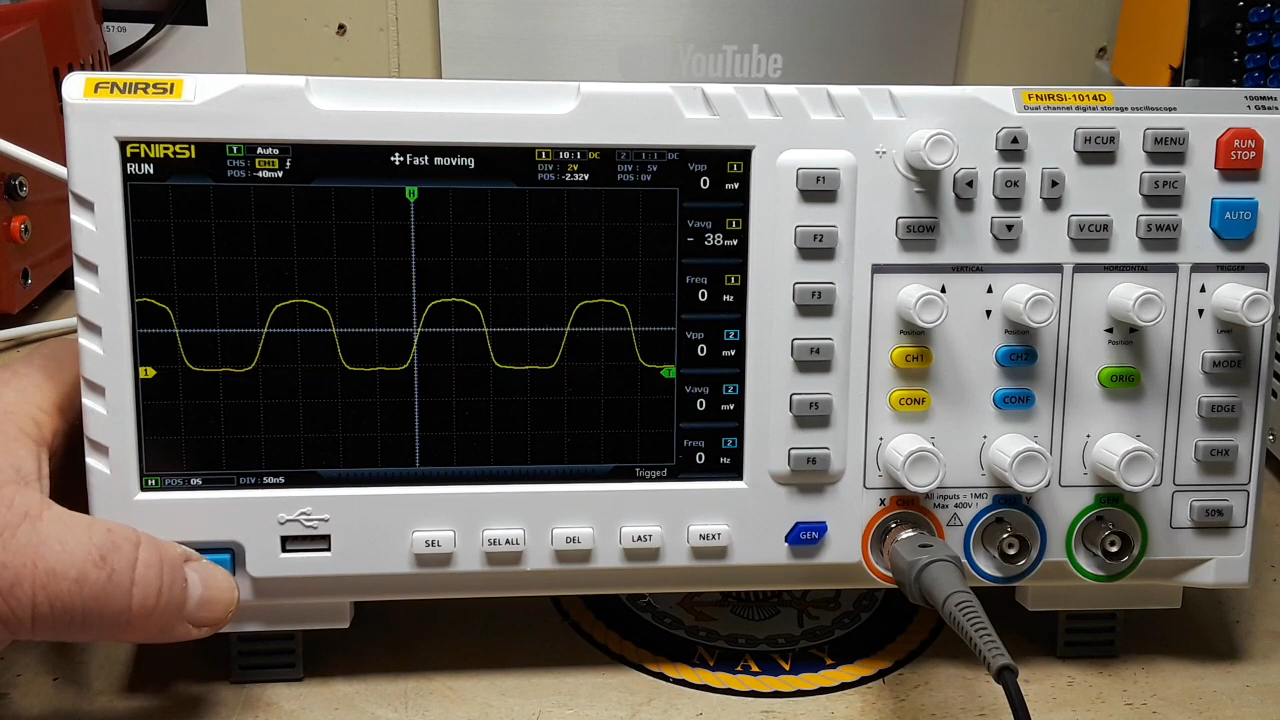 :57:09
YouTube
FNIRSI
FNIRSI-1014D
Dual channel digital storage oscilloscope
100MHz
1 GSa/s
FNIRSI
RUN
T Auto
CHS: CH1
POS: -40mV
Fast moving
1 10:1 DC
DIV: 2V
POS: -2.32V
2 1:1 DC
DIV: 5V
POS: 0V
H
1
T
Vpp 1
0 mV
Vavg 1
- 38mV
Freq 1
0 Hz
Vpp 2
0 mV
Vavg 2
0 mV
Freq 2
0 Hz
H POS: 0S DIV: 50nS
Trigged
F1
F2
F3
F4
F5
F6
SLOW
OK
H CUR
V CUR
MENU
S PIC
S WAV
RUN
STOP
AUTO
VERTICAL
HORIZONTAL
TRIGGER
Position
Position
Position
Level
CH1
CH2
ORIG
MODE
CONF
CONF
EDGE
CHX
50%
SEL
SEL ALL
DEL
LAST
NEXT
GEN
X CH1
All inputs = 1MΩ
Max 400V !
CH2 Y
GEN
NAVY